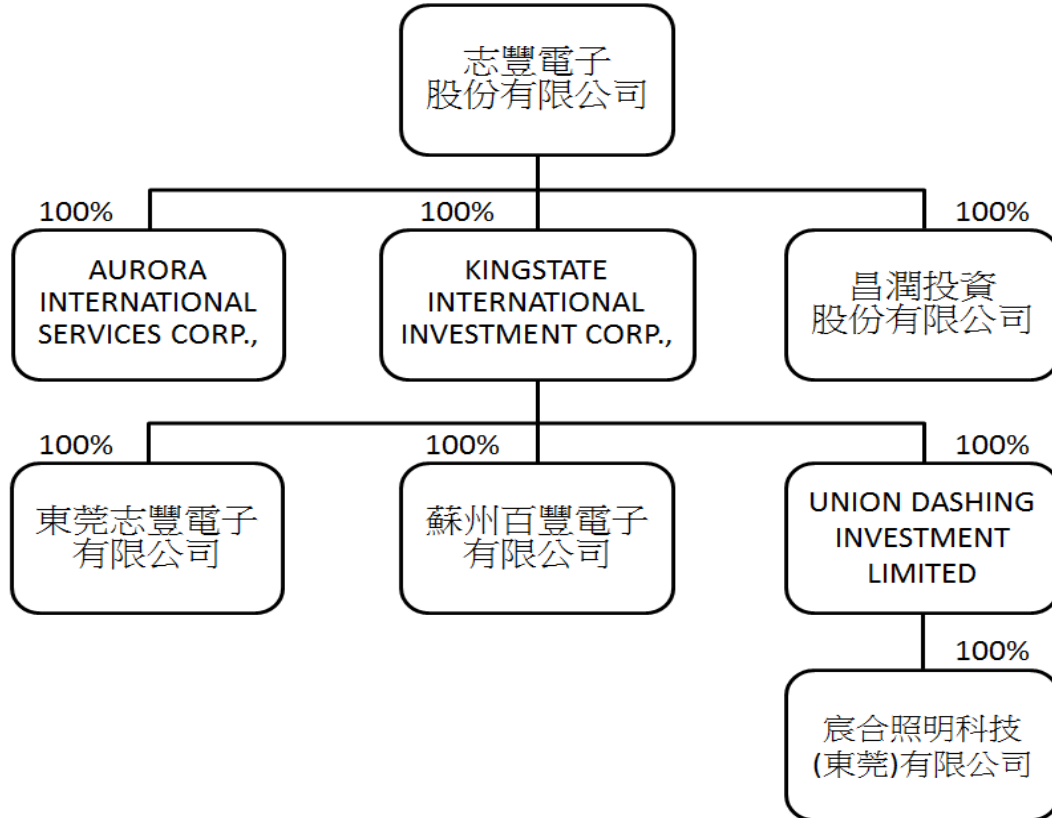 志豐電子
股份有限公司
100%
100%
100%
AURORA
INTERNATIONAL
SERVICES CORP.,
KINGSTATE
INTERNATIONAL
INVESTMENT CORP.,
昌潤投資
股份有限公司
100%
100%
100%
東莞志豐電子
有限公司
蘇州百豐電子
有限公司
UNION DASHING
INVESTMENT
LIMITED
100%
宸合照明科技
(東莞)有限公司